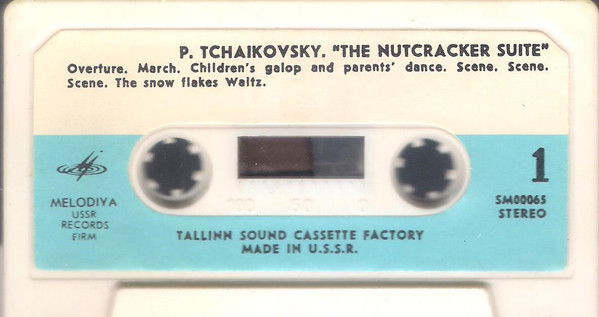 P. TCHAIKOVSKY. "THE NUTCRACKER SUITE"
Overture. March. Children's galop and parents' dance. Scene. Scene.
Scene. The snow flakes Waltz.
1
MELODIYA
USSR
RECORDS
FIRM
100 50 0
SM00065
STEREO
TALLINN SOUND CASSETTE FACTORY
MADE IN U.S.S.R.